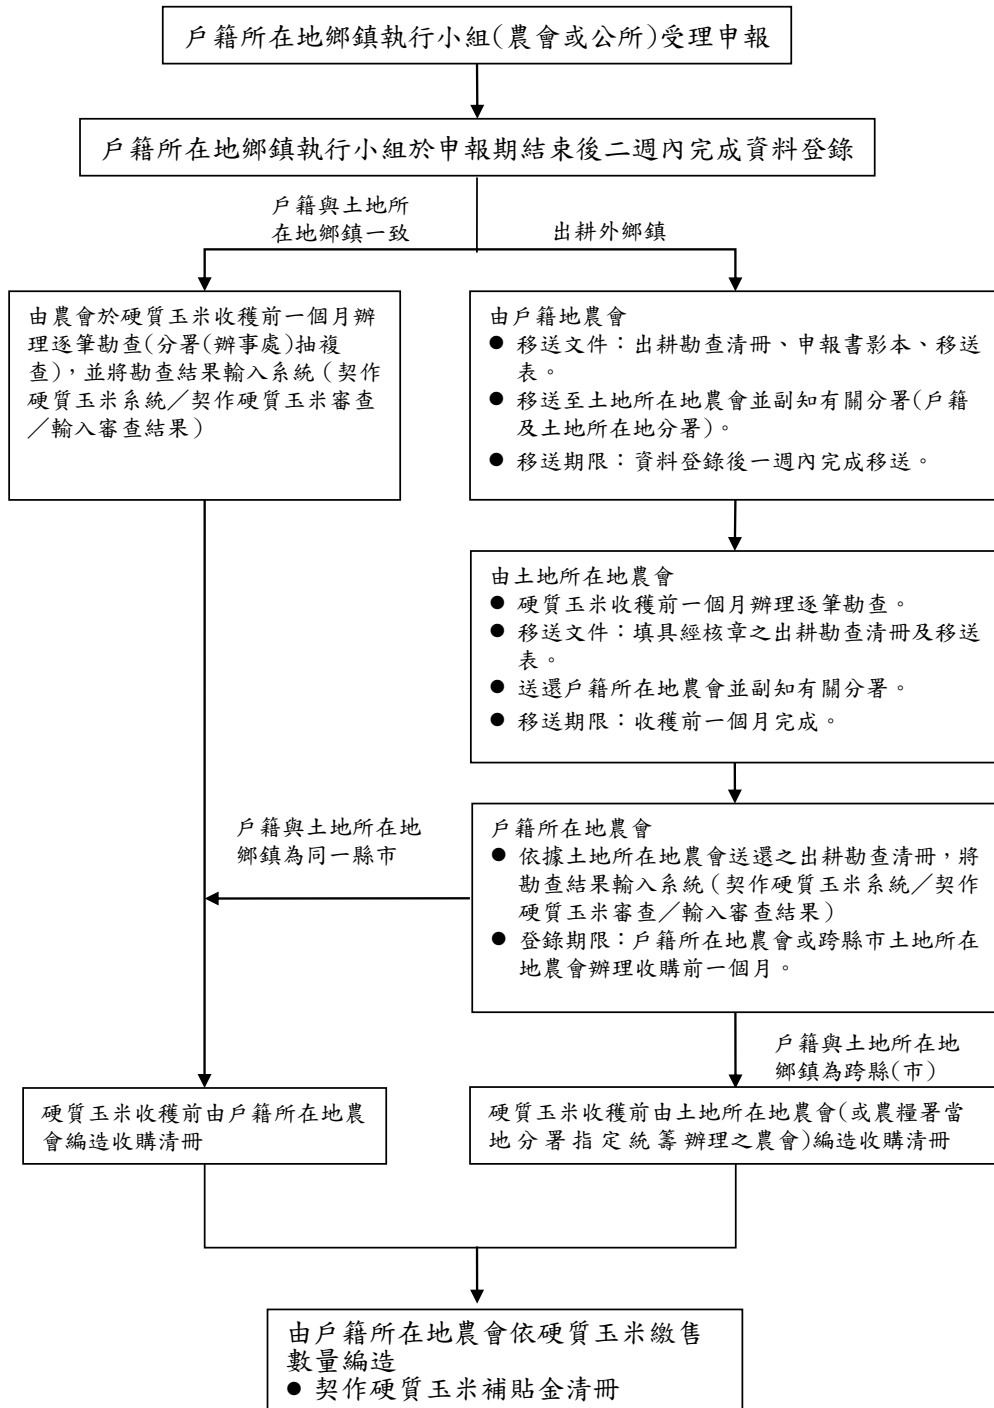 戶籍所在地鄉鎮執行小組(農會或公所)受理申報
戶籍所在地鄉鎮執行小組於申報期結束後二週內完成資料登錄
戶籍與土地所
在地鄉鎮一致
出耕外鄉鎮
由農會於硬質玉米收穫前一個月辦
理逐筆勘查(分署(辦事處)抽複
查)，並將勘查結果輸入系統（契作
硬質玉米系統／契作硬質玉米審查
／輸入審查結果）
由戶籍地農會
● 移送文件：出耕勘查清冊、申報書影本、移送
表。
● 移送至土地所在地農會並副知有關分署(戶籍
及土地所在地分署)。
● 移送期限：資料登錄後一週內完成移送。
由土地所在地農會
● 硬質玉米收穫前一個月辦理逐筆勘查。
● 移送文件：填具經核章之出耕勘查清冊及移送
表。
● 送還戶籍所在地農會並副知有關分署。
● 移送期限：收穫前一個月完成。
戶籍與土地所在地
鄉鎮為同一縣市
戶籍所在地農會
● 依據土地所在地農會送還之出耕勘查清冊，將
勘查結果輸入系統（契作硬質玉米系統／契作
硬質玉米審查／輸入審查結果）
● 登錄期限：戶籍所在地農會或跨縣市土地所在
地農會辦理收購前一個月。
戶籍與土地所在地
鄉鎮為跨縣(市)
硬質玉米收穫前由戶籍所在地農
會編造收購清冊
硬質玉米收穫前由土地所在地農會(或農糧署當
地分署指定統籌辦理之農會)編造收購清冊
由戶籍所在地農會依硬質玉米繳售
數量編造
● 契作硬質玉米補貼金清冊